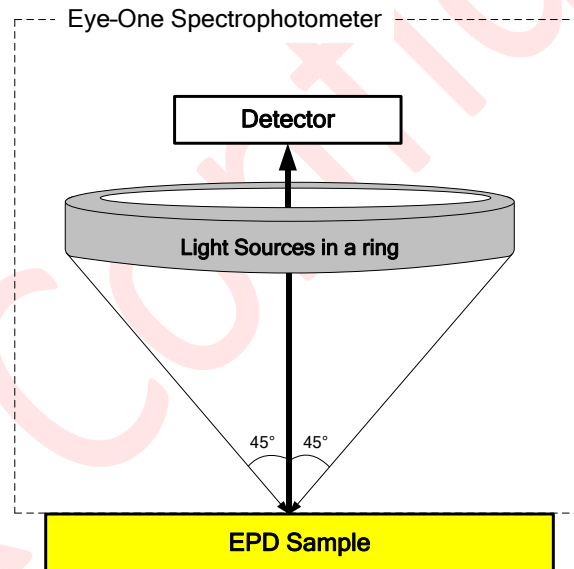 Eye-One Spectrophotometer
Detector
Light Sources in a ring
45° 45°
EPD Sample